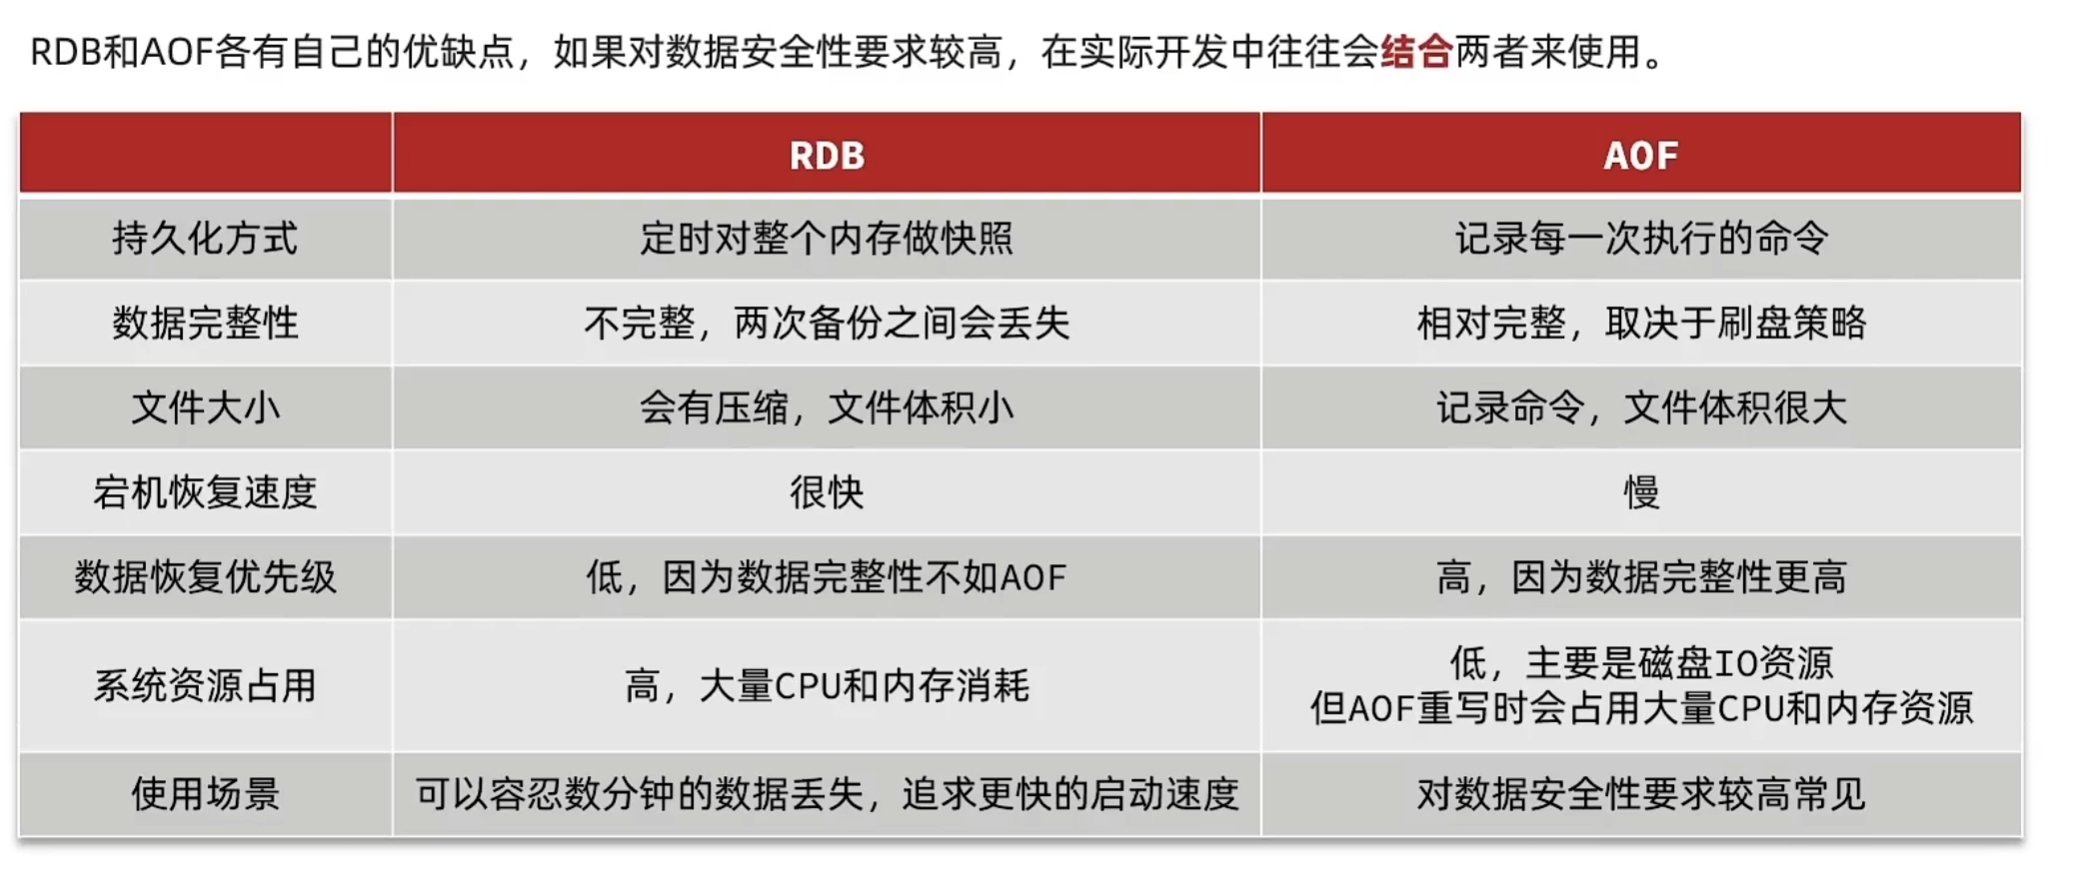 RDB和AOF各有自己的优缺点，如果对数据安全性要求较高，在实际开发中往往会结合两者来使用。
RDB AOF
持久化方式 定时对整个内存做快照 记录每一次执行的命令
数据完整性 不完整，两次备份之间会丢失 相对完整，取决于刷盘策略
文件大小 会有压缩，文件体积小 记录命令，文件体积很大
宕机恢复速度 很快 慢
数据恢复优先级 低，因为数据完整性不如AOF 高，因为数据完整性更高
系统资源占用 高，大量CPU和内存消耗 低，主要是磁盘IO资源
但AOF重写时会占用大量CPU和内存资源
使用场景 可以容忍数分钟的数据丢失，追求更快的启动速度 对数据安全性要求较高常见